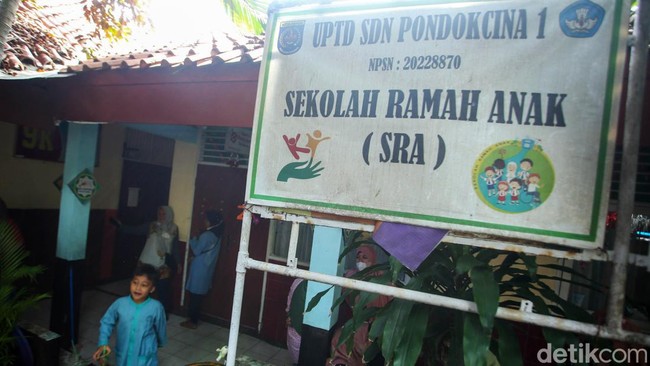 UPTD SDN PONDOKCINA 1
NPSN : 20228870
SEKOLAH RAMAH ANAK
( SRA )
detikcom